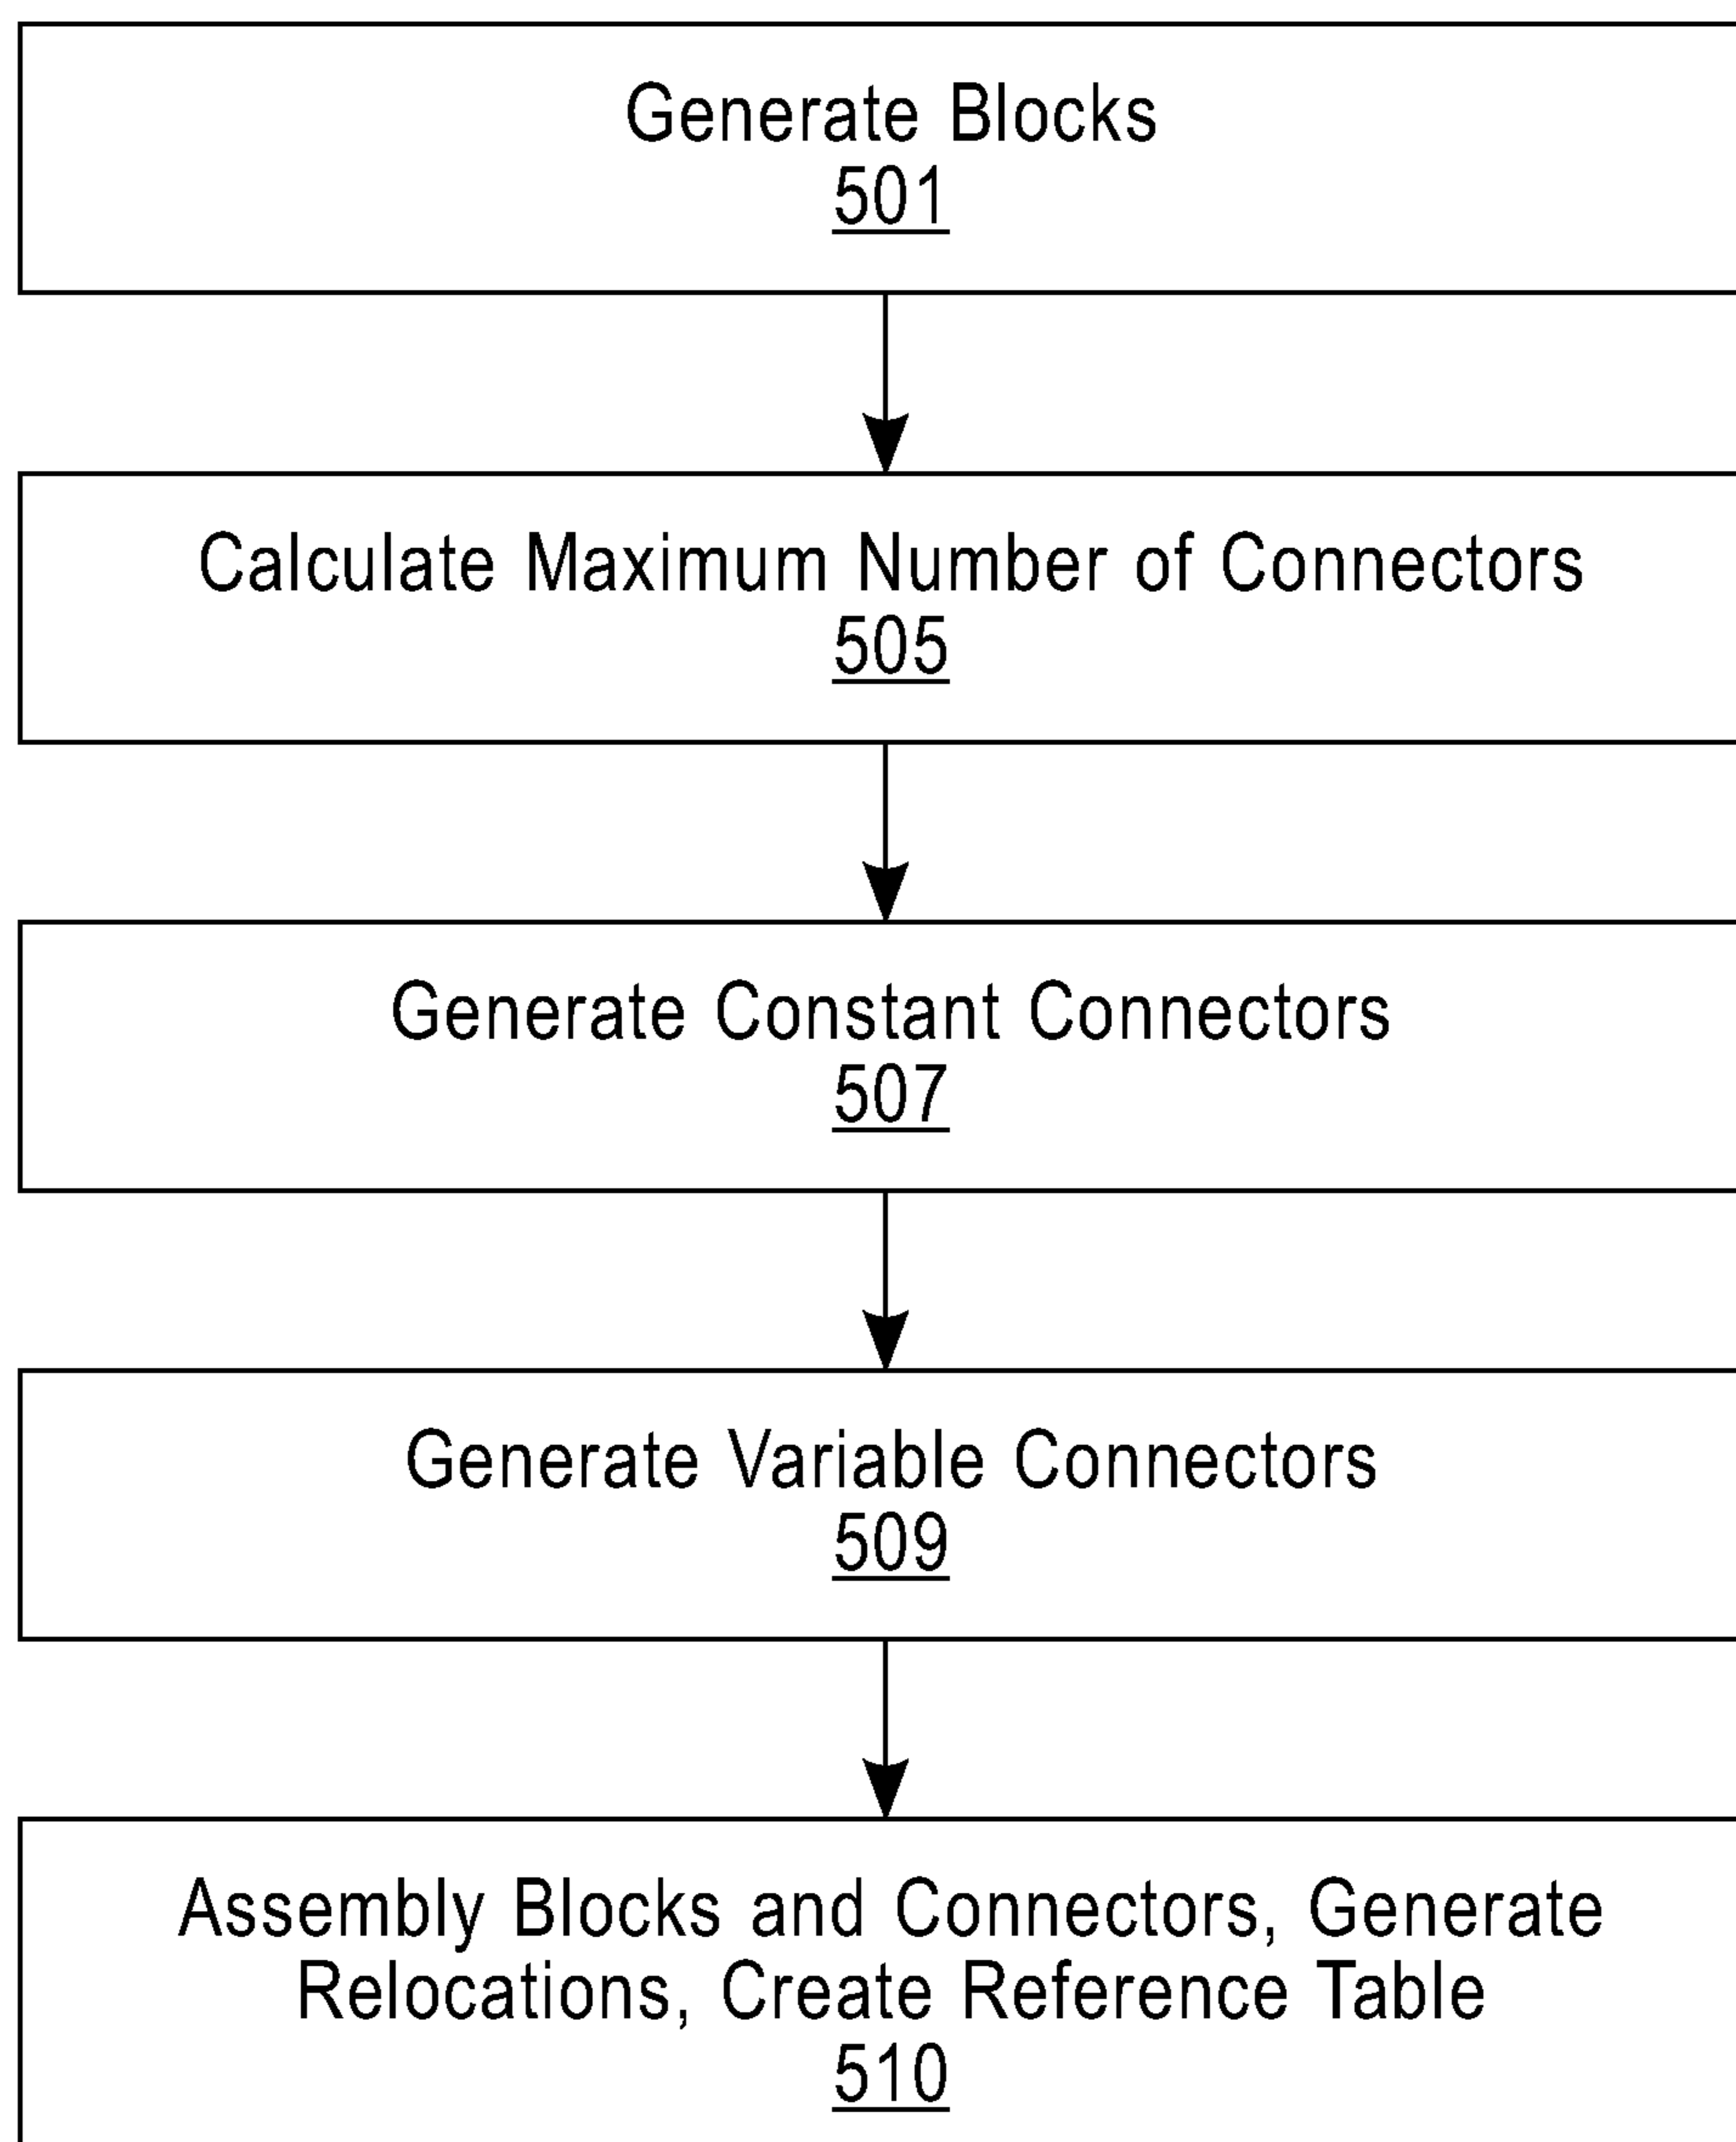 Generate Blocks
501
Calculate Maximum Number of Connectors
505
Generate Constant Connectors
507
Generate Variable Connectors
509
Assembly Blocks and Connectors, Generate
Relocations, Create Reference Table
510